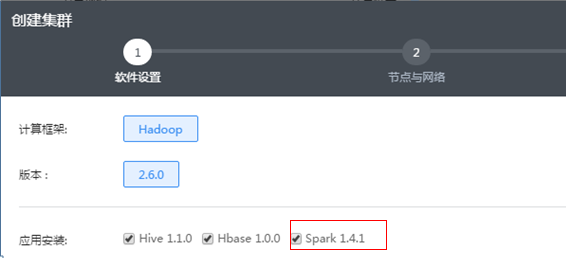 创建集群
1 2
软件设置 节点与网络
计算框架: Hadoop
版本： 2.6.0
应用安装: Hive 1.1.0 Hbase 1.0.0 Spark 1.4.1